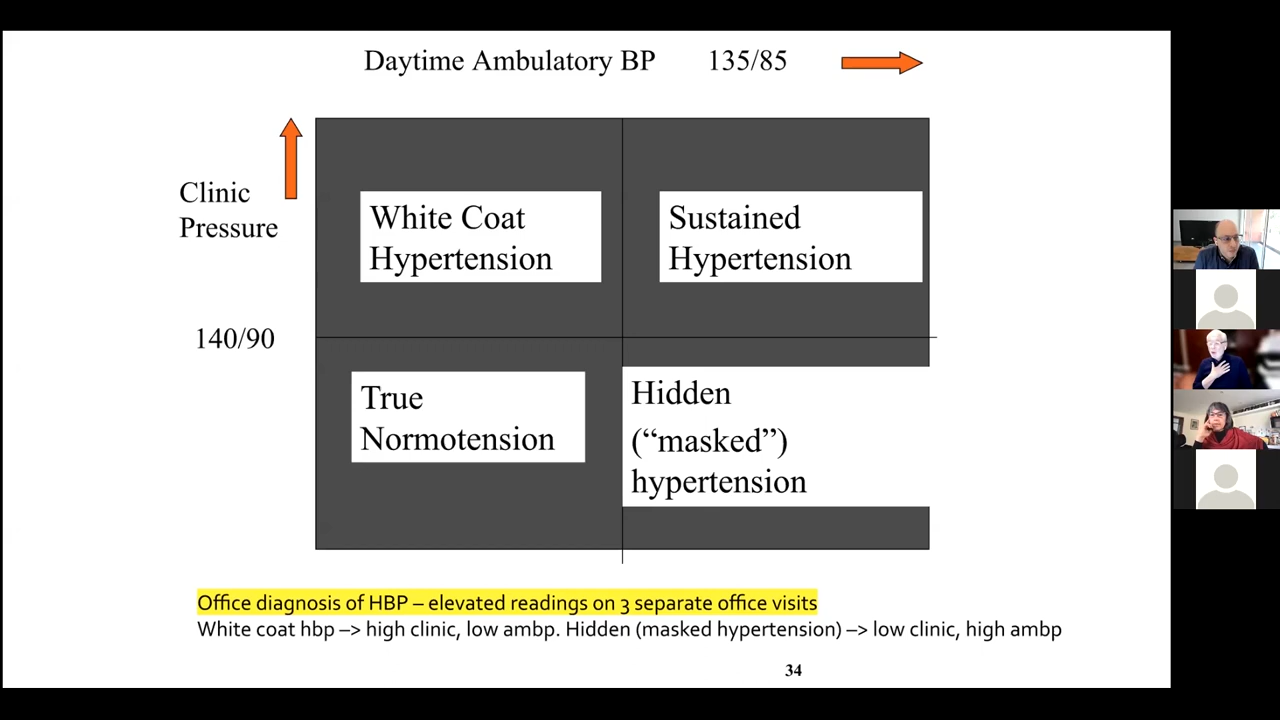 Daytime Ambulatory BP 135/85
Clinic
Pressure
White Coat
Hypertension
Sustained
Hypertension
140/90
True
Normotension
Hidden
(“masked”)
hypertension
Office diagnosis of HBP – elevated readings on 3 separate office visits
White coat hbp –> high clinic, low ambp. Hidden (masked hypertension) –> low clinic, high ambp
34